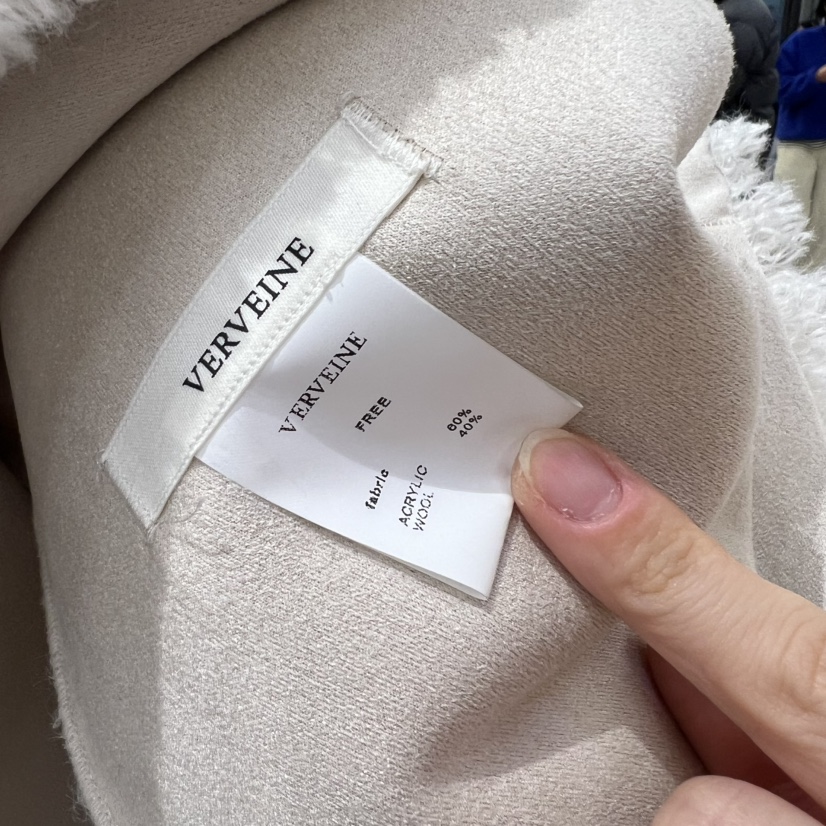 VERVEINE
VERVEINE
FREE
fabric
ACRYLIC 60%
WOOL 40%